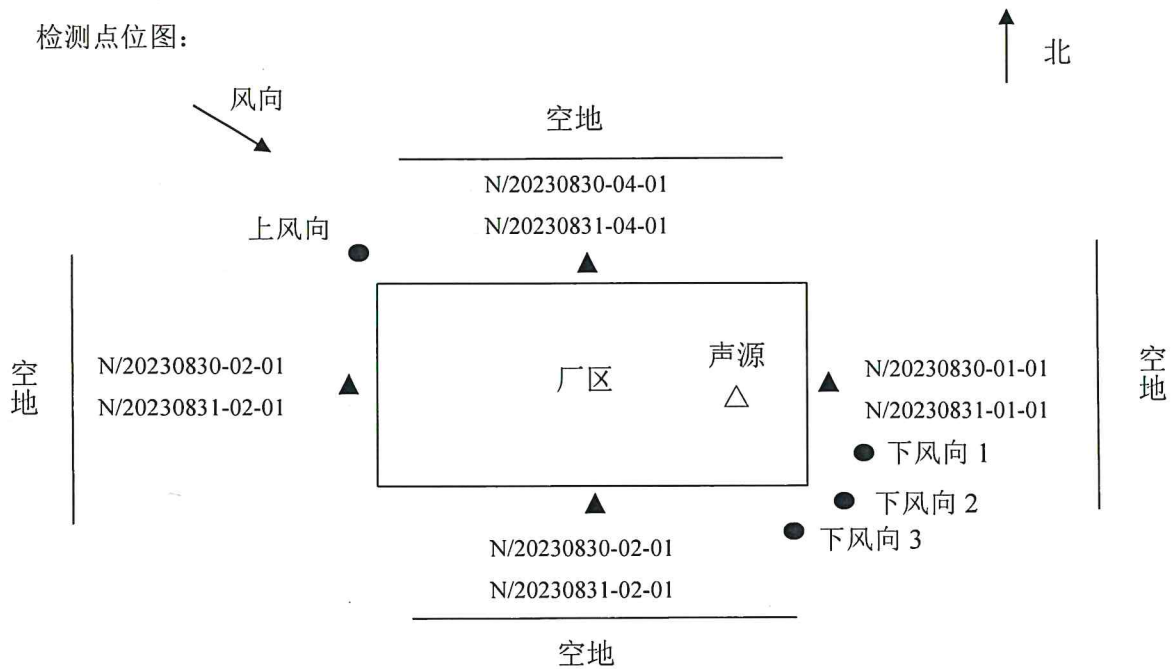 检测点位图：
北
风向
空地
N/20230830-04-01
N/20230831-04-01
上风向
空地
N/20230830-02-01
N/20230831-02-01
厂区
声源
N/20230830-01-01
N/20230831-01-01
空地
下风向 1
下风向 2
下风向 3
N/20230830-02-01
N/20230831-02-01
空地